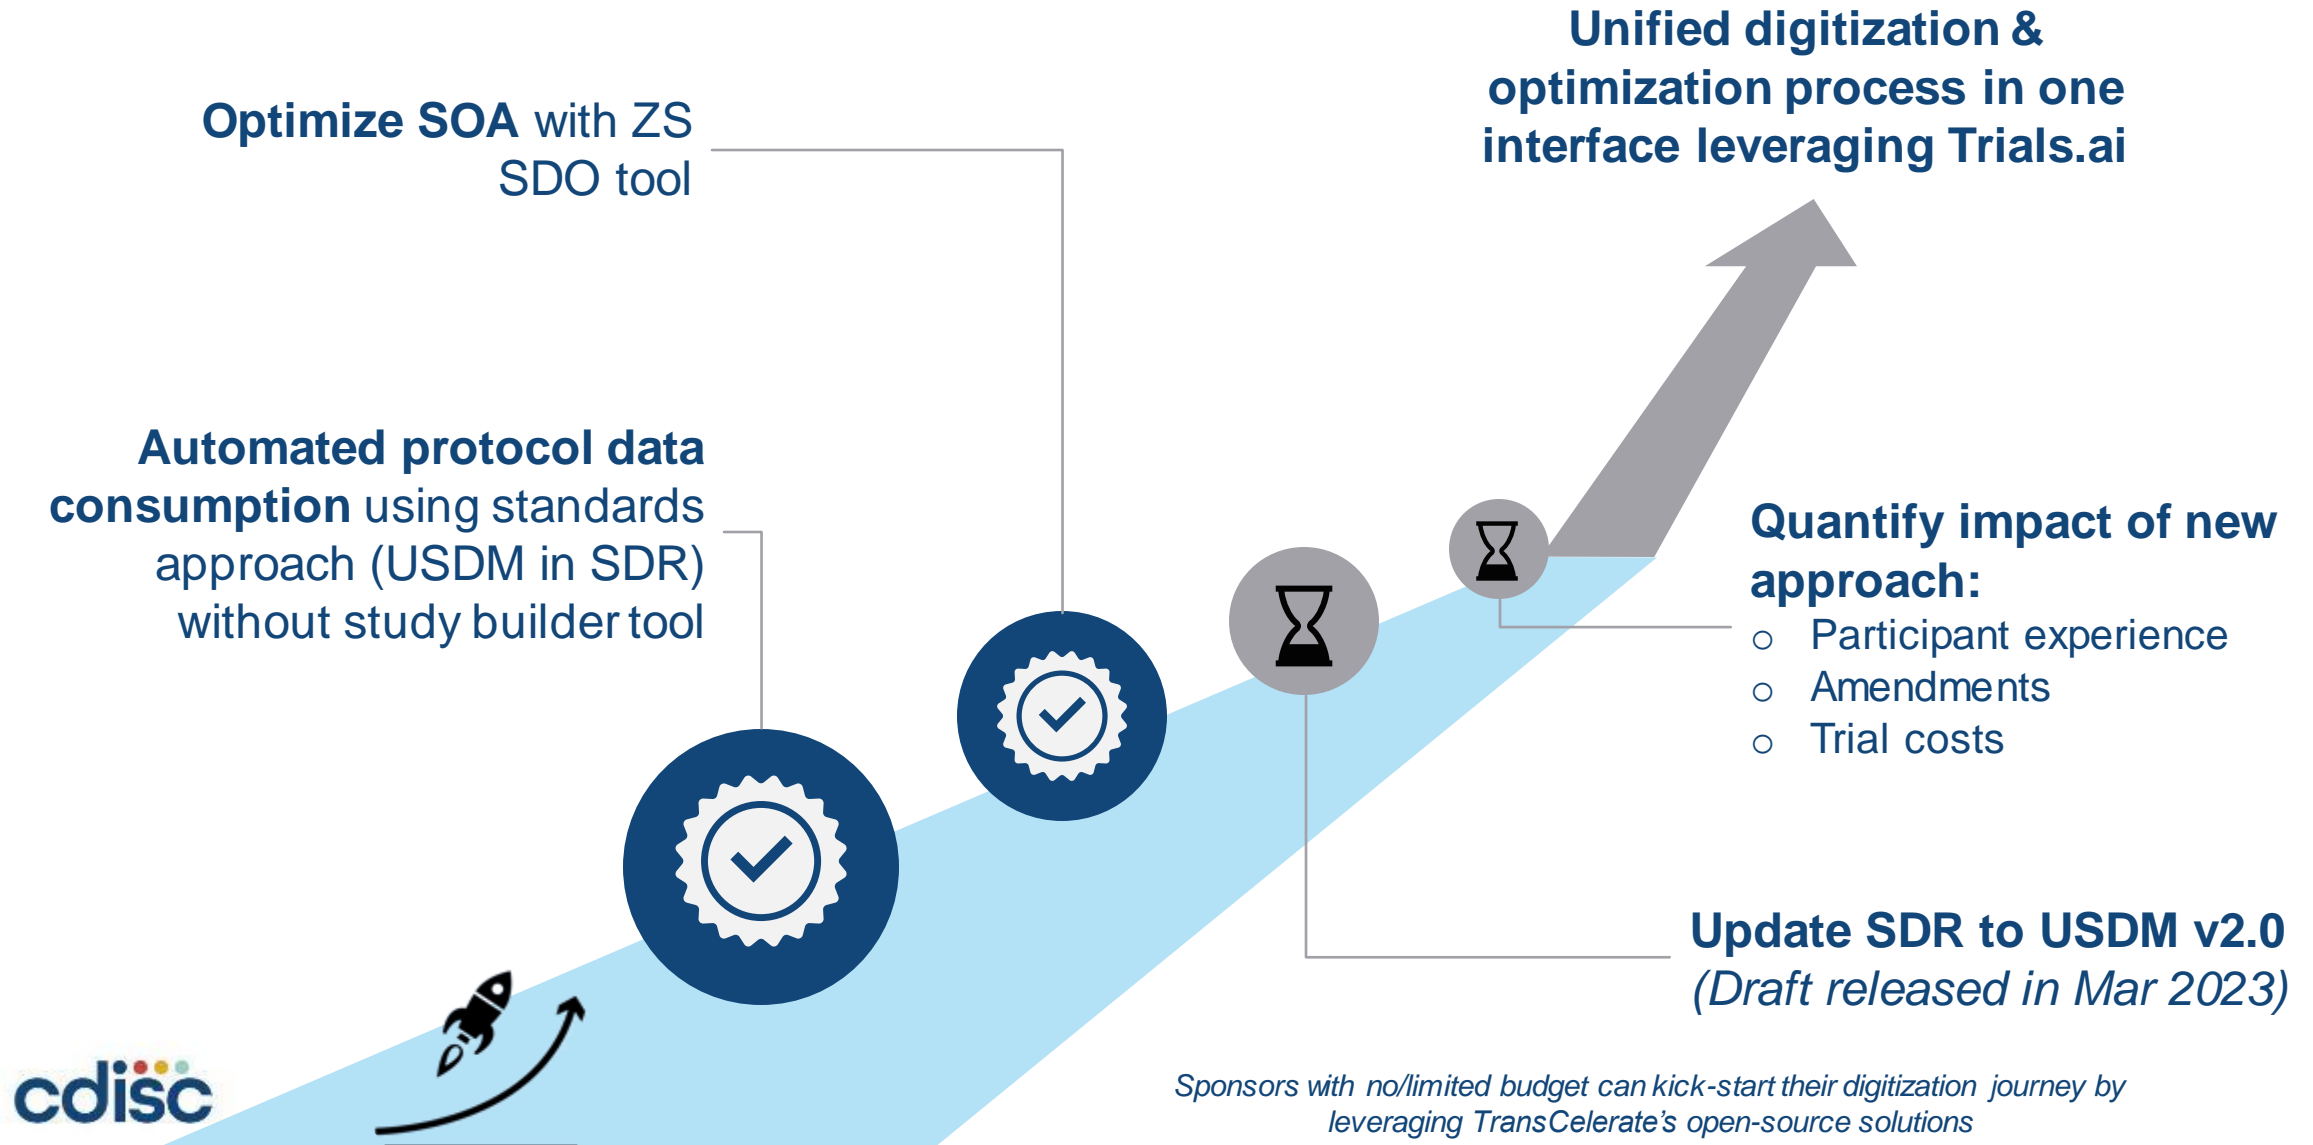 Unified digitization &
optimization process in one
interface leveraging Trials.ai
Optimize SOA with ZS
SDO tool
Automated protocol data
consumption using standards
approach (USDM in SDR)
without study builder tool
Quantify impact of new
approach:
o Participant experience
o Amendments
o Trial costs
Update SDR to USDM v2.0
(Draft released in Mar 2023)
cdisc
Sponsors with no/limited budget can kick-start their digitization journey by
leveraging TransCelerate's open-source solutions